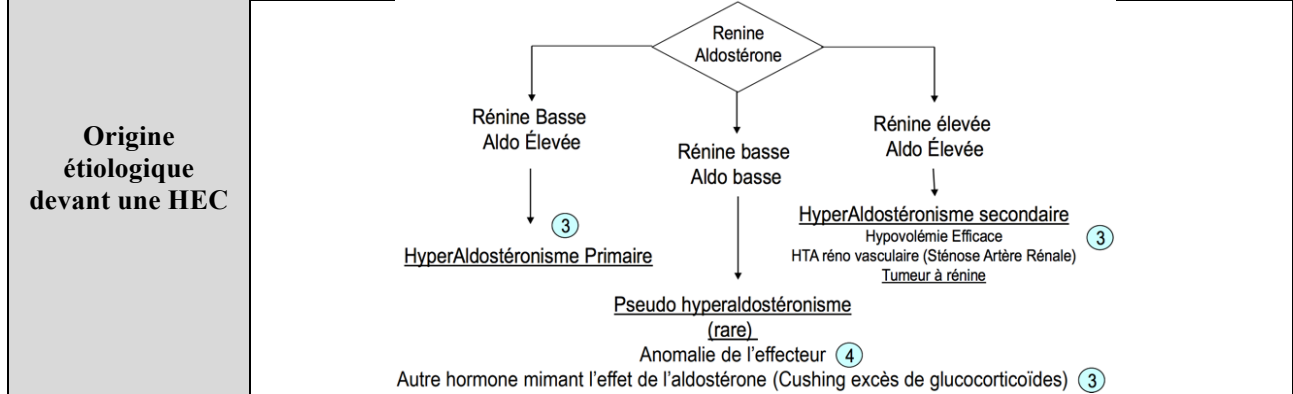 Origine
étiologique
devant une HEC
Renine
Aldostérone
Rénine Basse
Aldo Élevée
3
HyperAldostéronisme Primaire
Rénine basse
Aldo basse
Pseudo hyperaldostéronisme
(rare)
Anomalie de l'effecteur 4
Autre hormone mimant l'effet de l'aldostérone (Cushing excès de glucocorticoïdes) 3
Rénine élevée
Aldo Élevée
HyperAldostéronisme secondaire
Hypovolémie Efficace 3
HTA réno vasculaire (Sténose Artère Rénale)
Tumeur à rénine